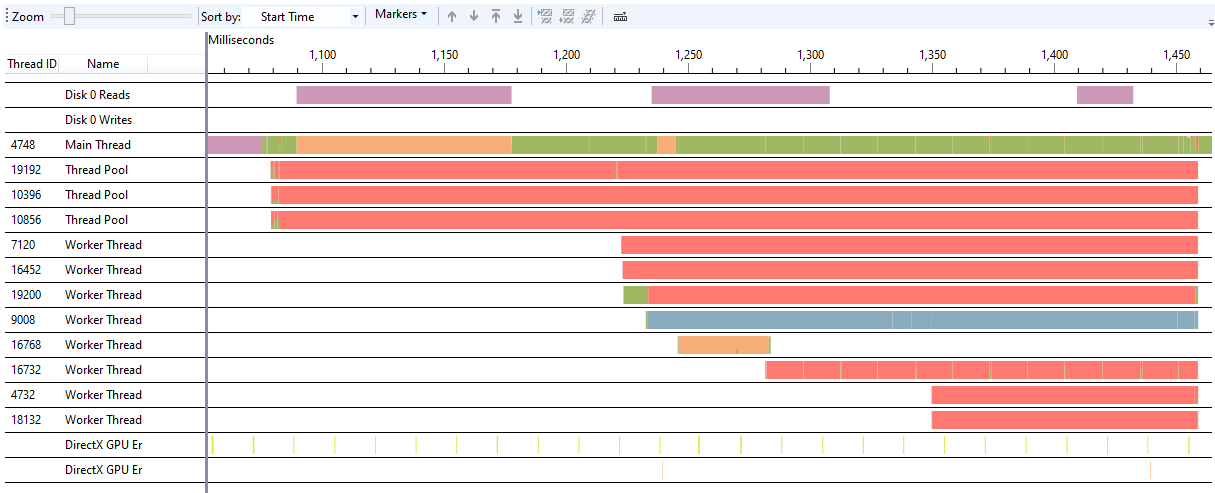 Zoom Sort by: Start Time Markers
Milliseconds
1,100 1,150 1,200 1,250 1,300 1,350 1,400 1,450
Thread ID Name
Disk 0 Reads
Disk 0 Writes
4748 Main Thread
19192 Thread Pool
10396 Thread Pool
10856 Thread Pool
7120 Worker Thread
16452 Worker Thread
19200 Worker Thread
9008 Worker Thread
16768 Worker Thread
16732 Worker Thread
4732 Worker Thread
18132 Worker Thread
DirectX GPU Er
DirectX GPU Er